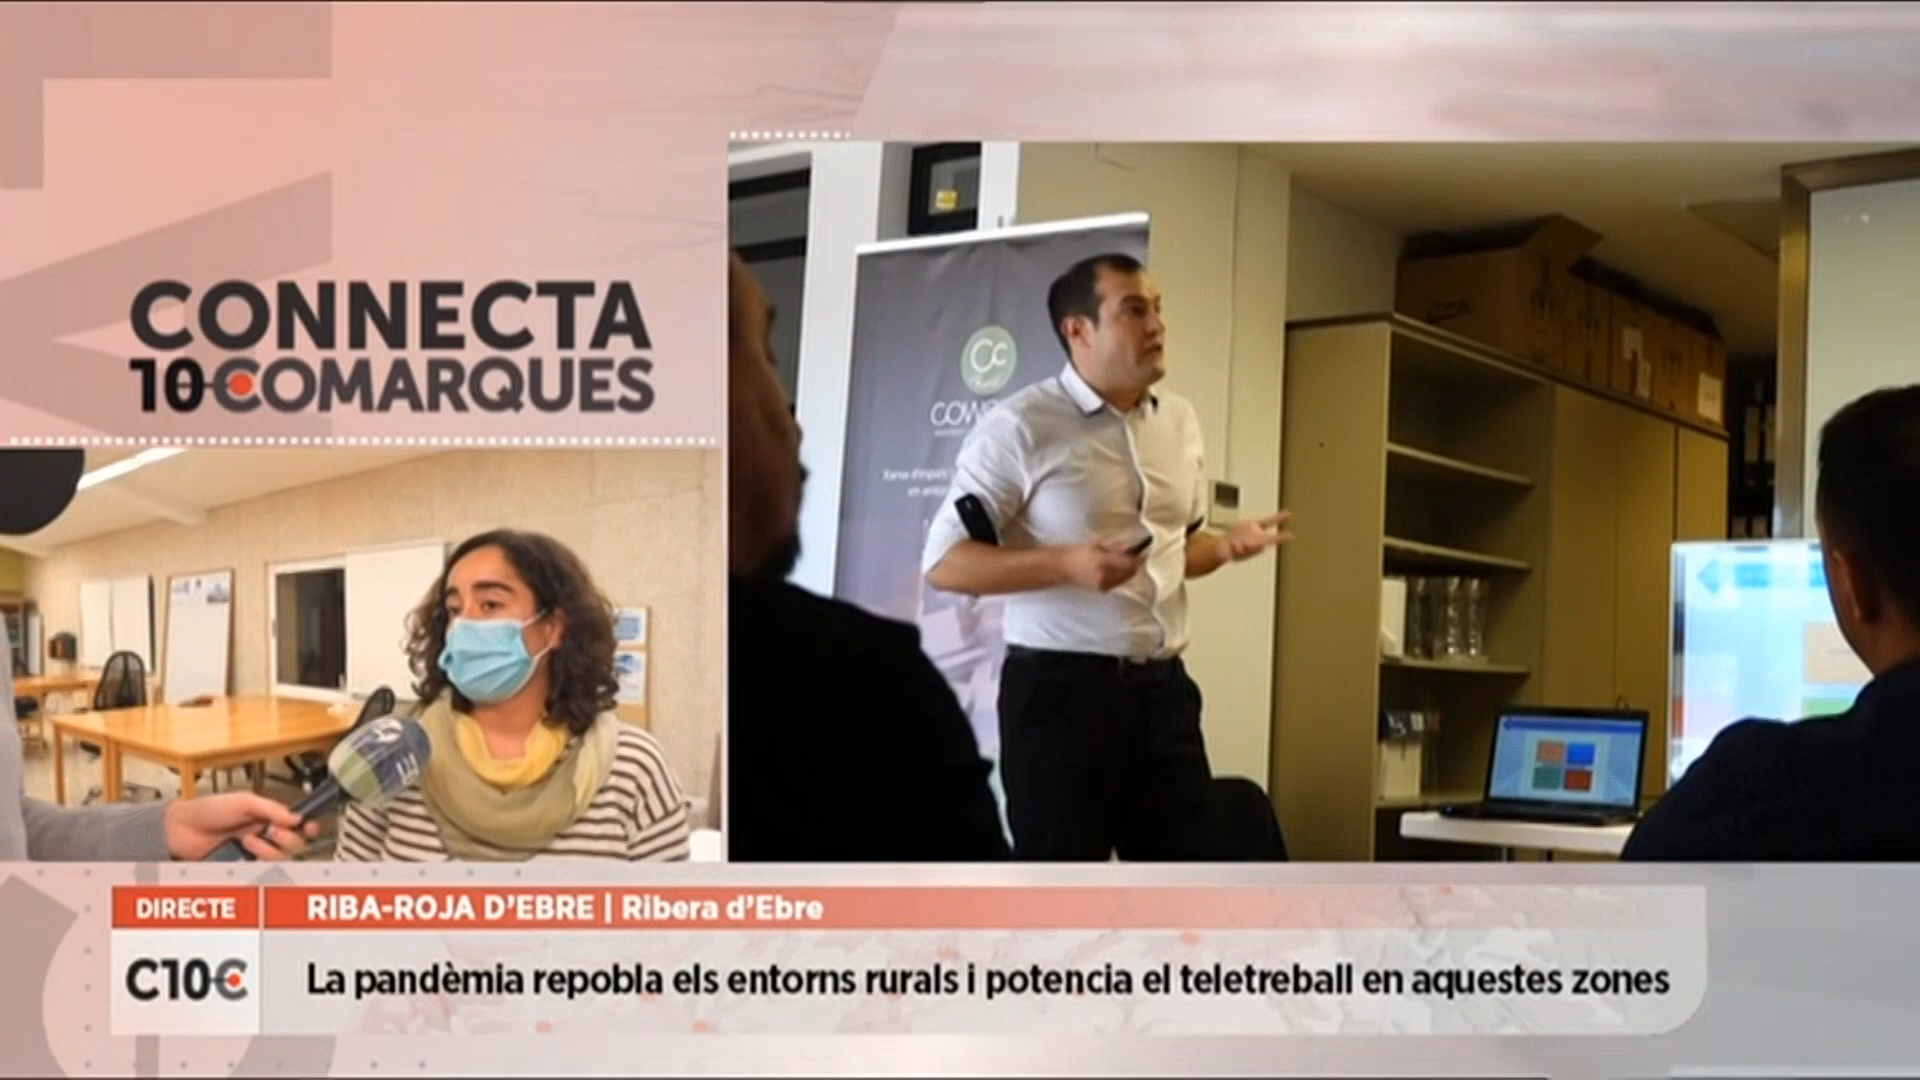 CONNECTA
10COMARQUES
Cc
DIRECTE
RIBA-ROJA D'EBRE | Ribera d'Ebre
C10C
La pandèmia repobla els entorns rurals i potencia el teletreball en aquestes zones